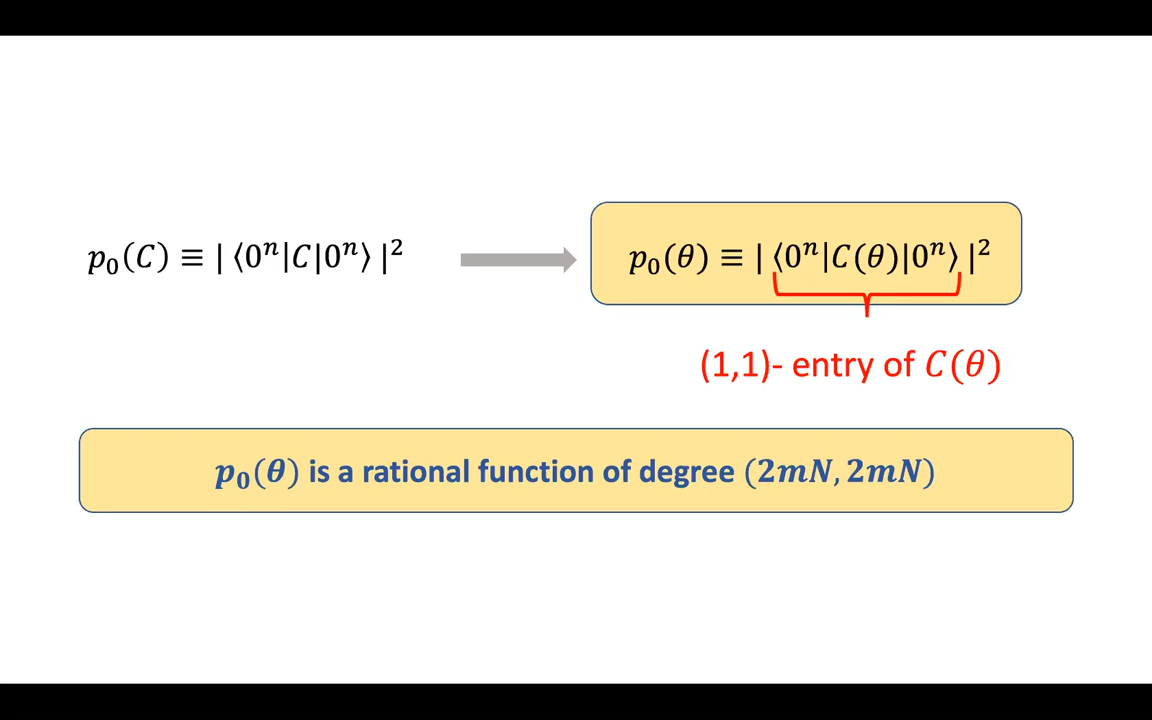 p₀(C) ≡ | ⟨0ⁿ|C|0ⁿ⟩ |²
p₀(θ) ≡ | ⟨0ⁿ|C(θ)|0ⁿ⟩ |²
(1,1)- entry of C(θ)
p₀(θ) is a rational function of degree (2mN, 2mN)